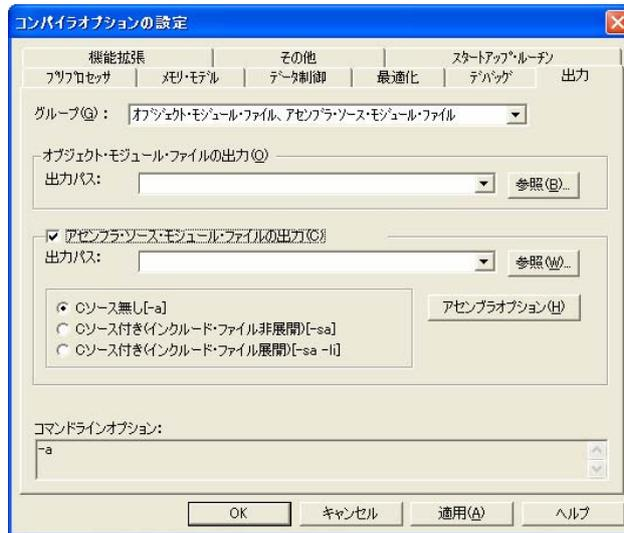 コンパイラオプションの設定
機能拡張 その他 スタートアップ・ルーチン
プリプロセッサ メモリ・モデル データ制御 最適化 デバッグ 出力
グループ(G): オブジェクト・モジュール・ファイル、アセンブラ・ソース・モジュール・ファイル
オブジェクト・モジュール・ファイルの出力(O)
出力パス: 参照(B)...
アセンブラ・ソース・モジュール・ファイルの出力(C)
出力パス: 参照(W)...
Cソース無し[-a] アセンブラオプション(H)
Cソース付き(インクルード・ファイル非展開)[-sa]
Cソース付き(インクルード・ファイル展開)[-sa -li]
コマンドラインオプション:
-a
OK キャンセル 適用(A) ヘルプ